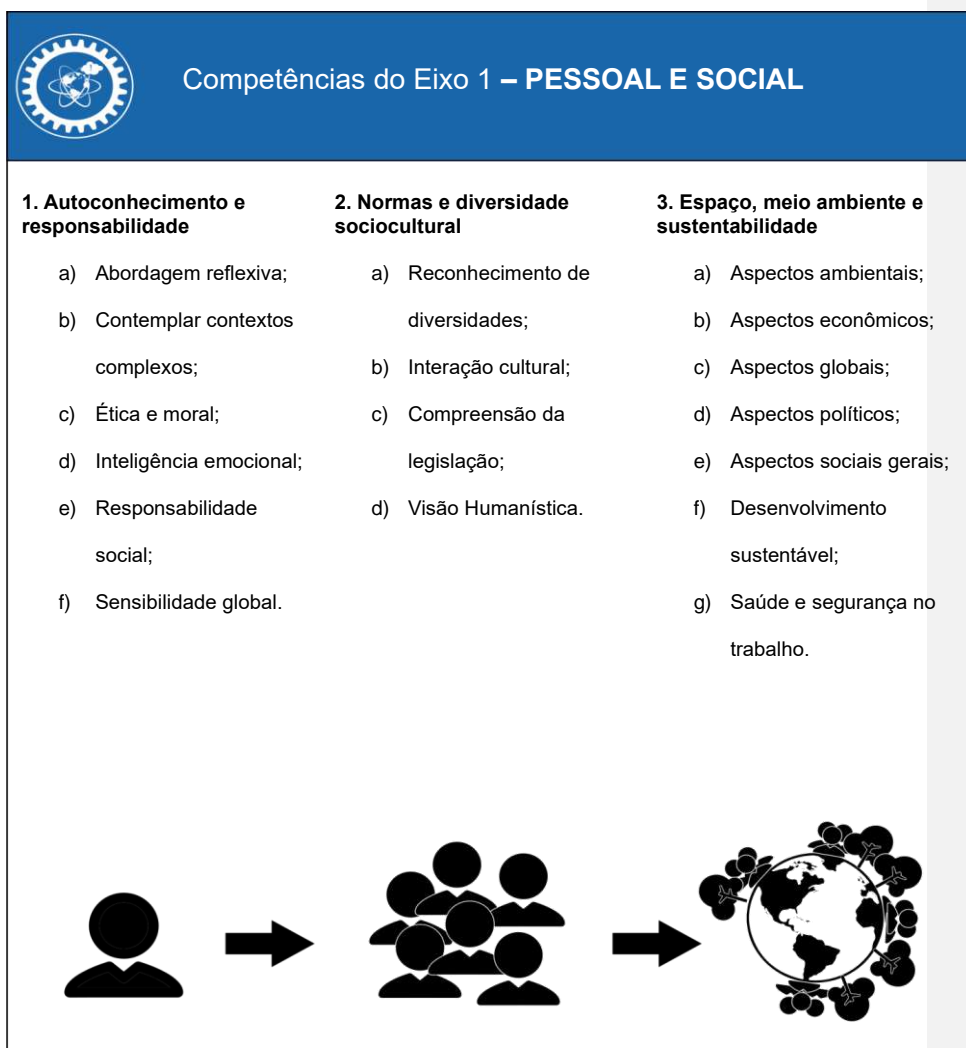 Competências do Eixo 1 – PESSOAL E SOCIAL
1. Autoconhecimento e
responsabilidade
a) Abordagem reflexiva;
b) Contemplar contextos
complexos;
c) Ética e moral;
d) Inteligência emocional;
e) Responsabilidade
social;
f) Sensibilidade global.
2. Normas e diversidade
sociocultural
a) Reconhecimento de
diversidades;
b) Interação cultural;
c) Compreensão da
legislação;
d) Visão Humanística.
3. Espaço, meio ambiente e
sustentabilidade
a) Aspectos ambientais;
b) Aspectos econômicos;
c) Aspectos globais;
d) Aspectos políticos;
e) Aspectos sociais gerais;
f) Desenvolvimento
sustentável;
g) Saúde e segurança no
trabalho.